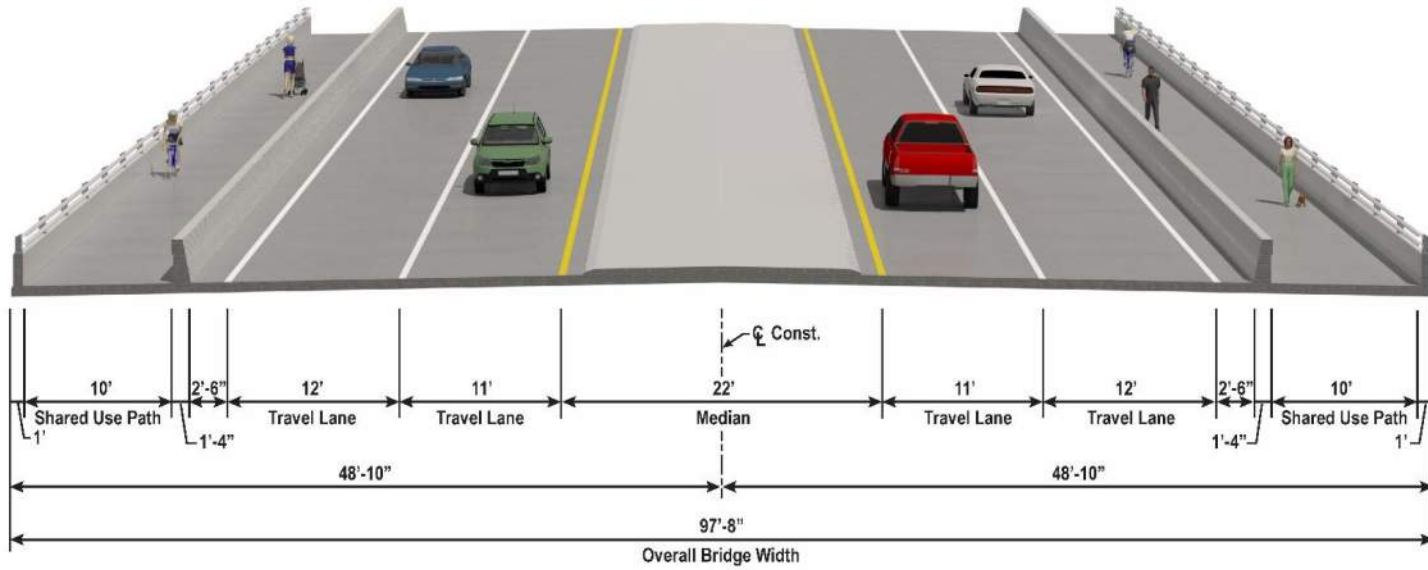 ℄ Const.
10' 2'-6" 12' 11' 22' 11' 12' 2'-6" 10'
Shared Use Path Travel Lane Travel Lane Median Travel Lane Travel Lane Shared Use Path
1' 1'-4" 1'-4" 1'
48'-10" 48'-10"
97'-8"
Overall Bridge Width